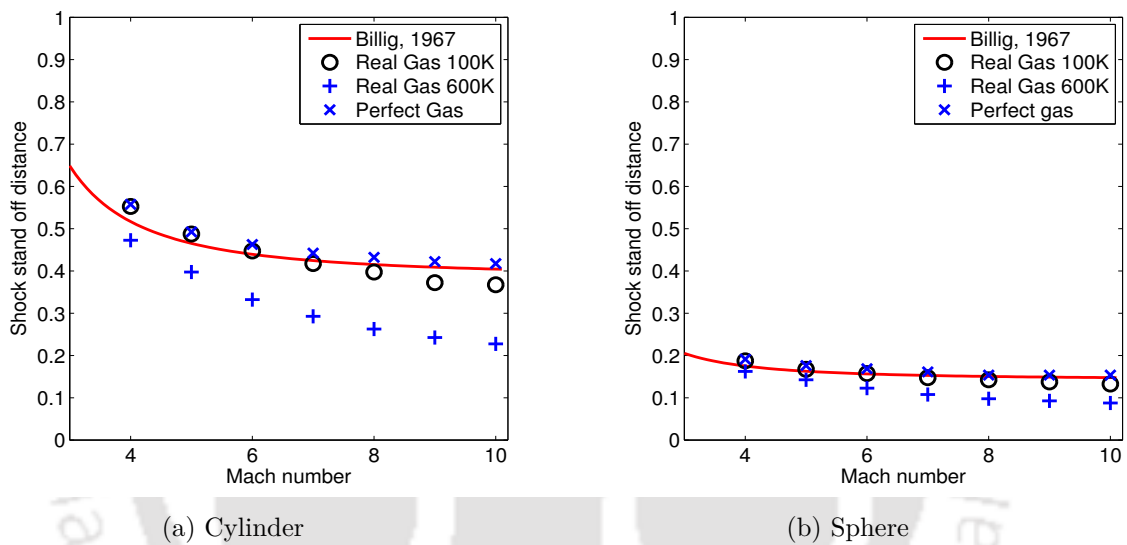 1
0.9
0.8
0.7
0.6
0.5
0.4
0.3
0.2
0.1
0
4
6
8
10
Mach number
Shock stand off distance
Billig, 1967
Real Gas 100K
Real Gas 600K
Perfect Gas
(a) Cylinder
1
0.9
0.8
0.7
0.6
0.5
0.4
0.3
0.2
0.1
0
4
6
8
10
Mach number
Shock stand off distance
Billig, 1967
Real Gas 100K
Real Gas 600K
Perfect gas
(b) Sphere